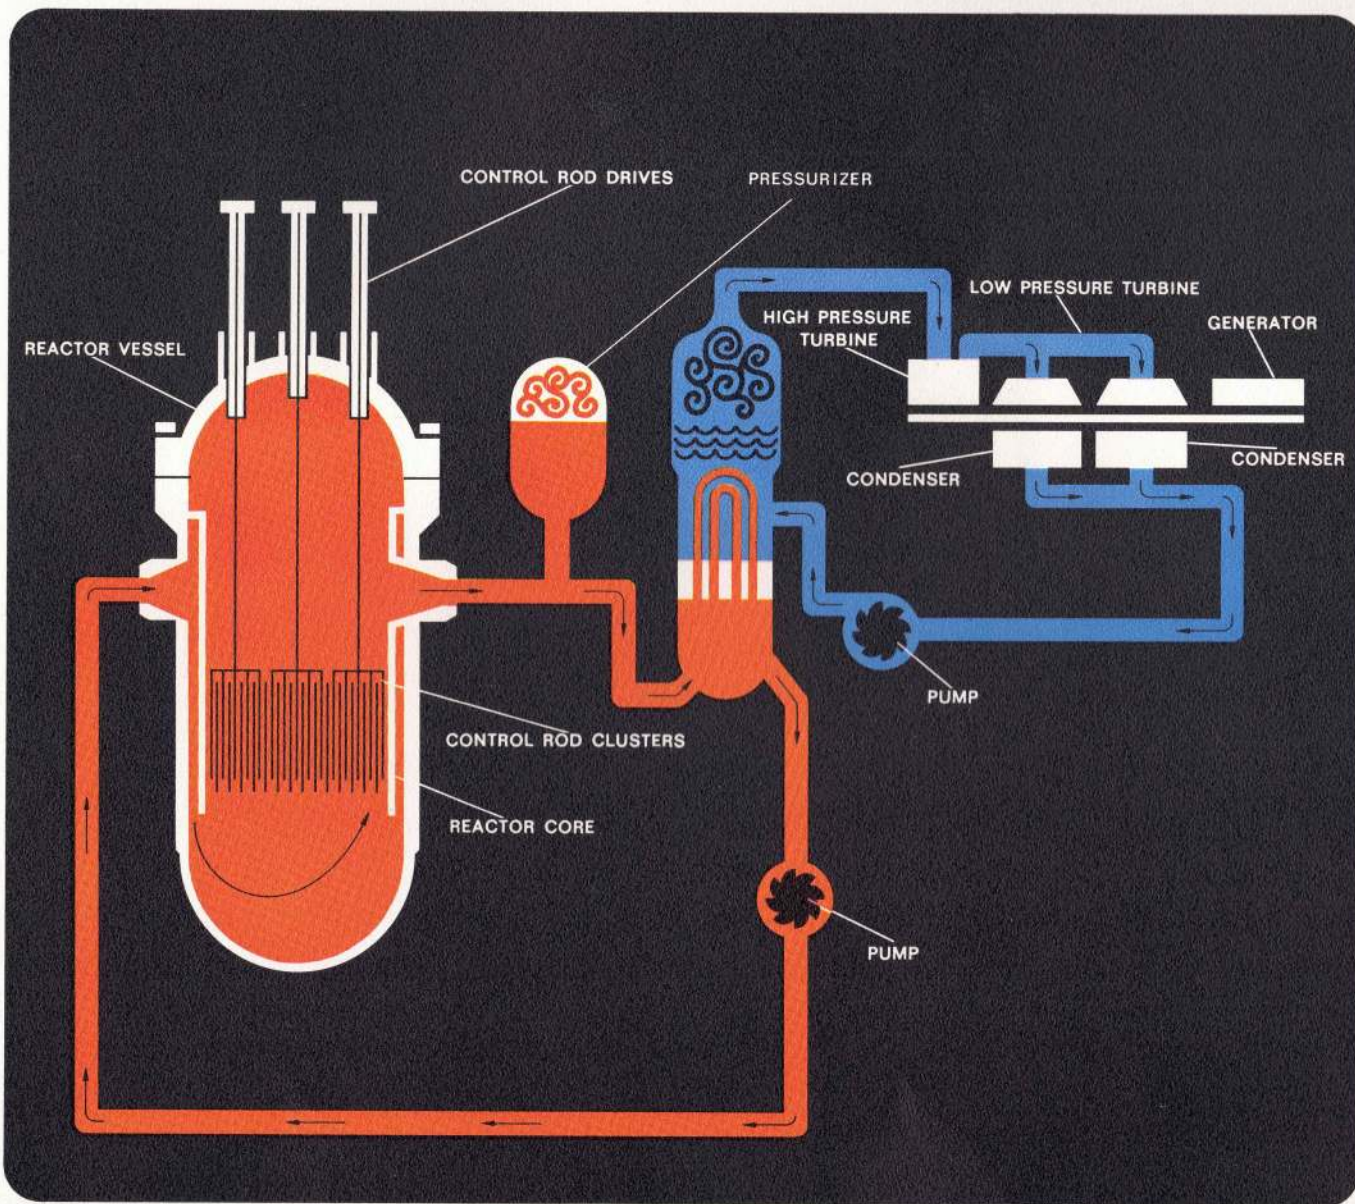 CONTROL ROD DRIVES
PRESSURIZER
LOW PRESSURE TURBINE
HIGH PRESSURE
TURBINE
GENERATOR
REACTOR VESSEL
CONDENSER
CONDENSER
PUMP
CONTROL ROD CLUSTERS
REACTOR CORE
PUMP